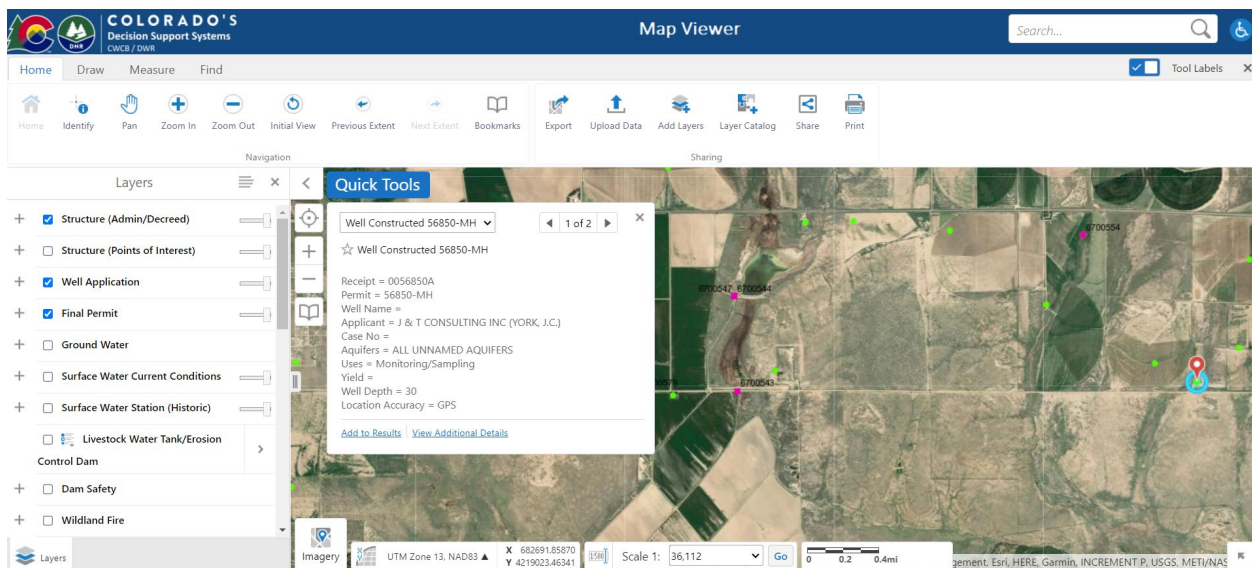 COLORADO'S
Decision Support Systems
CWCB / DWR
DNR
Map Viewer
Search...
Home Draw Measure Find
Tool Labels
Home Identify Pan Zoom In Zoom Out Initial View Previous Extent Next Extent Bookmarks Export Upload Data Add Layers Layer Catalog Share Print
Navigation Sharing
Layers
Structure (Admin/Decreed)
Structure (Points of Interest)
Well Application
Final Permit
Ground Water
Surface Water Current Conditions
Surface Water Station (Historic)
Livestock Water Tank/Erosion
Control Dam
Dam Safety
Wildland Fire
Layers
Quick Tools
Well Constructed 56850-MH 1 of 2
Well Constructed 56850-MH
Receipt = 0056850A
Permit = 56850-MH
Well Name =
Applicant = J & T CONSULTING INC (YORK, J.C.)
Case No =
Aquifers = ALL UNNAMED AQUIFERS
Uses = Monitoring/Sampling
Yield =
Well Depth = 30
Location Accuracy = GPS
Add to Results View Additional Details
6700554
6700547 6700544
6700543
Imagery
UTM Zone 13, NAD83
X 682691.85870
Y 4219023.46341
Scale 1: 36,112 Go
0 0.2 0.4mi
gement, Esri, HERE, Garmin, INCREMENT P, USGS, METI/NAS